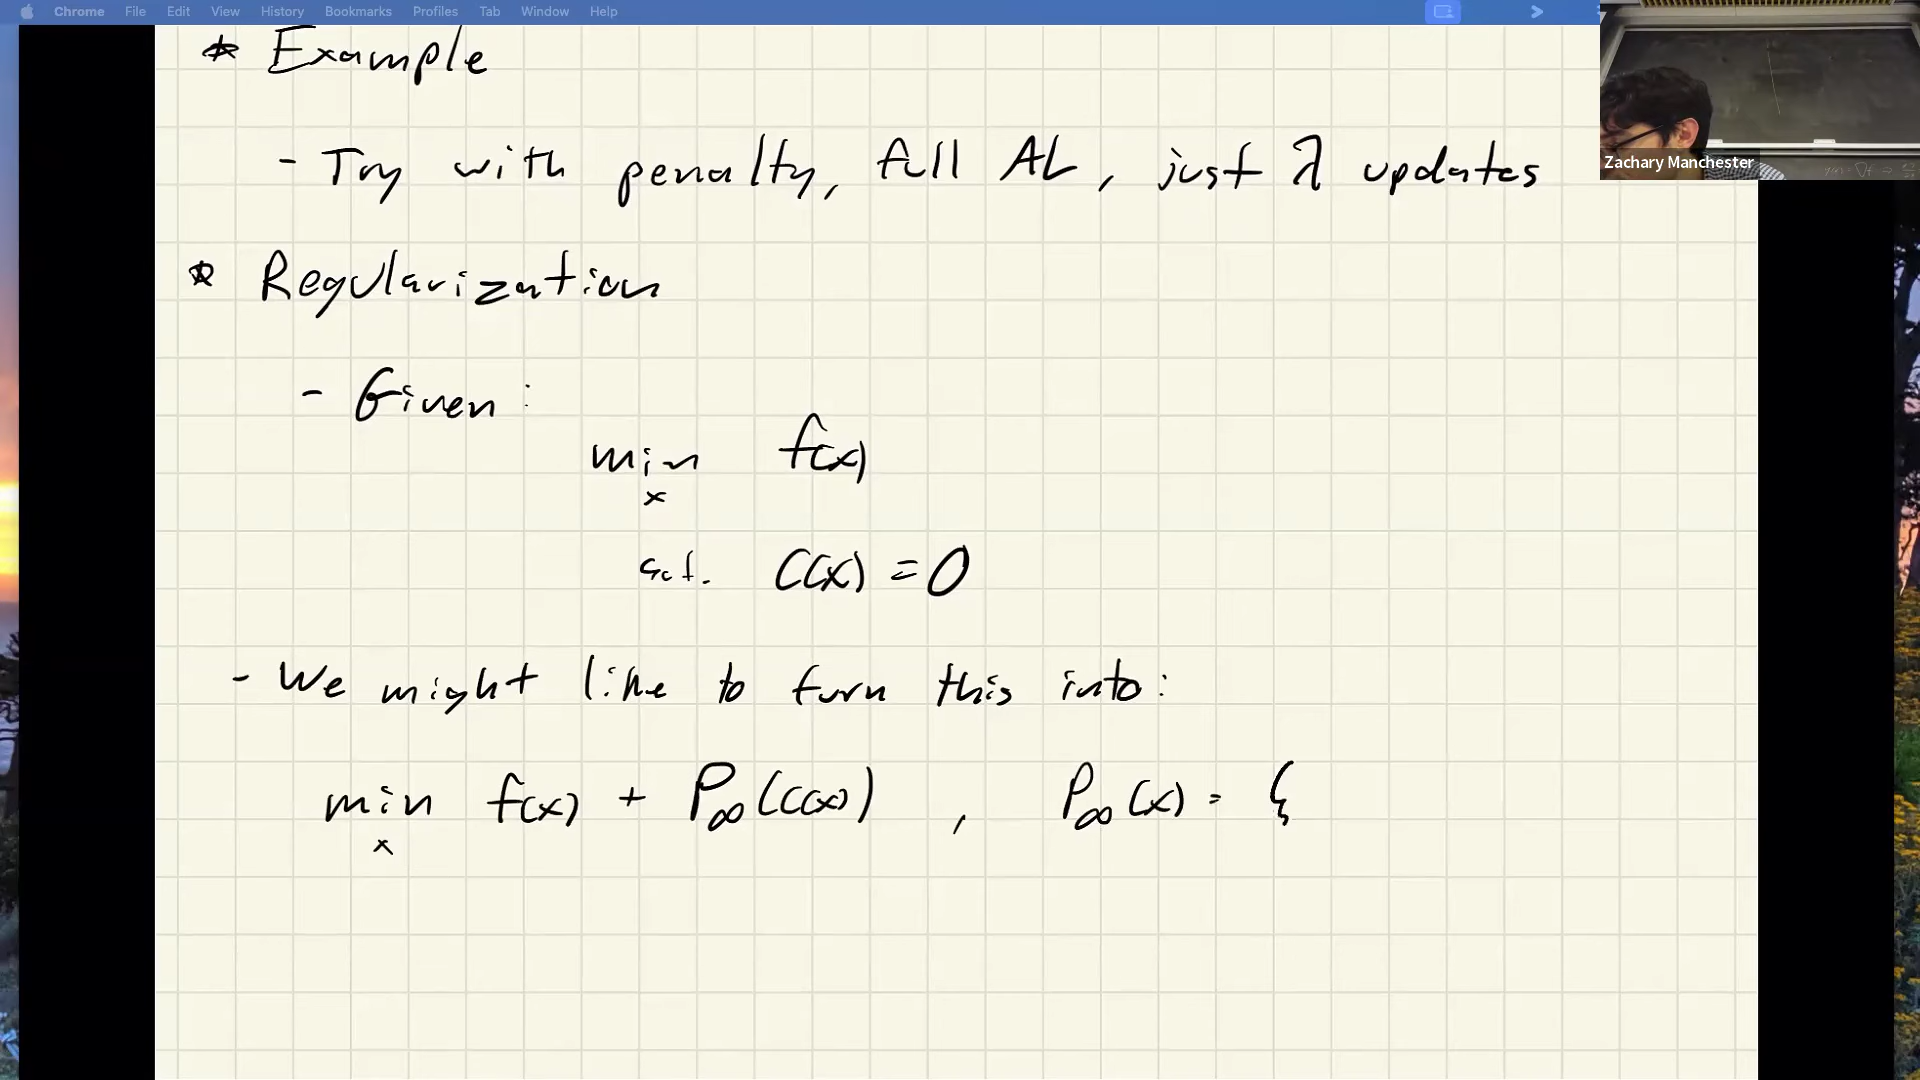 Chrome File Edit View History Bookmarks Profiles Tab Window Help
Zachary Manchester
* Example
- Try with penalty, full AL, just λ updates
* Regularization
- Given:
min f(x)
x
s.t. C(x) = 0
- We might like to turn this into:
min f(x) + P∞(C(x)) , P∞(x) = {
x